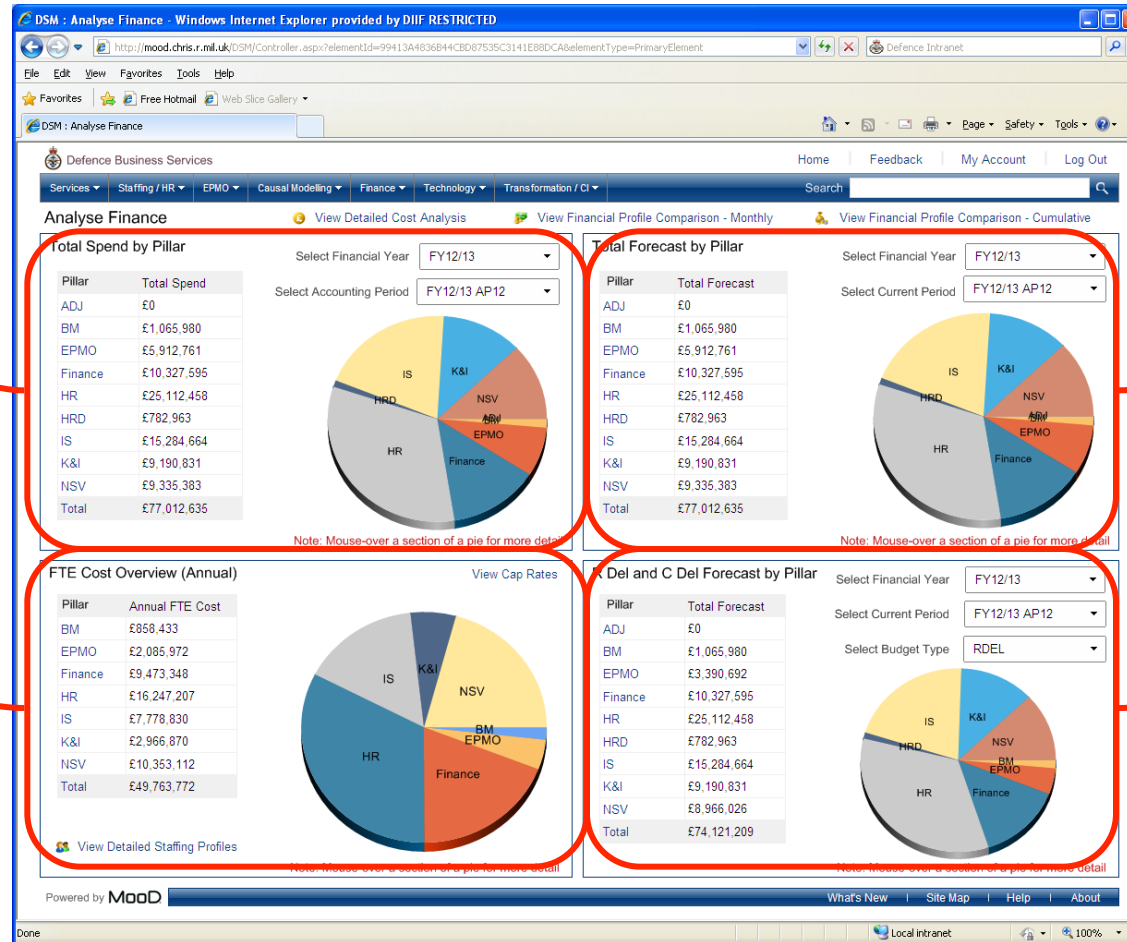 DSM : Analyse Finance - Windows Internet Explorer provided by DIIF RESTRICTED
http://mood.chris.r.mil.uk/DSM/Controller.aspx?elementId=99413A4836B44CBD87535C3141E88DCA&elementType=PrimaryElement Defence Intranet
File Edit View Favorites Tools Help
Favorites Free Hotmail Web Slice Gallery
DSM : Analyse Finance Page Safety Tools
Defence Business Services Home Feedback My Account Log Out
Services Staffing / HR EPMO Causal Modelling Finance Technology Transformation / CI Search
Analyse Finance View Detailed Cost Analysis View Financial Profile Comparison - Monthly View Financial Profile Comparison - Cumulative
Total Spend by Pillar
Select Financial Year FY12/13
Select Accounting Period FY12/13 AP12
Pillar Total Spend
ADJ £0
BM £1,065,980
EPMO £5,912,761
Finance £10,327,595
HR £25,112,458
HRD £782,963
IS £15,284,664
K&I £9,190,831
NSV £9,335,383
Total £77,012,635
IS K&I
HRD NSV
EPMO
HR Finance
Note: Mouse-over a section of a pie for more detail
Total Forecast by Pillar
Select Financial Year FY12/13
Select Current Period FY12/13 AP12
Pillar Total Forecast
ADJ £0
BM £1,065,980
EPMO £5,912,761
Finance £10,327,595
HR £25,112,458
HRD £782,963
IS £15,284,664
K&I £9,190,831
NSV £9,335,383
Total £77,012,635
IS K&I
HRD NSV
EPMO
HR Finance
Note: Mouse-over a section of a pie for more detail
FTE Cost Overview (Annual) View Cap Rates
Pillar Annual FTE Cost
BM £858,433
EPMO £2,085,972
Finance £9,473,348
HR £16,247,207
IS £7,778,830
K&I £2,966,870
NSV £10,353,112
Total £49,763,772
IS K&I
NSV
BM
EPMO
HR Finance
View Detailed Staffing Profiles
Note: Mouse-over a section of a pie for more detail
R Del and C Del Forecast by Pillar
Select Financial Year FY12/13
Select Current Period FY12/13 AP12
Select Budget Type RDEL
Pillar Total Forecast
ADJ £0
BM £1,065,980
EPMO £3,390,692
Finance £10,327,595
HR £25,112,458
HRD £782,963
IS £15,284,664
K&I £9,190,831
NSV £8,966,026
Total £74,121,209
IS K&I
HRD NSV
BM
EPMO
HR Finance
Note: Mouse-over a section of a pie for more detail
Powered by MooD What's New Site Map Help About
Done Local intranet 100%